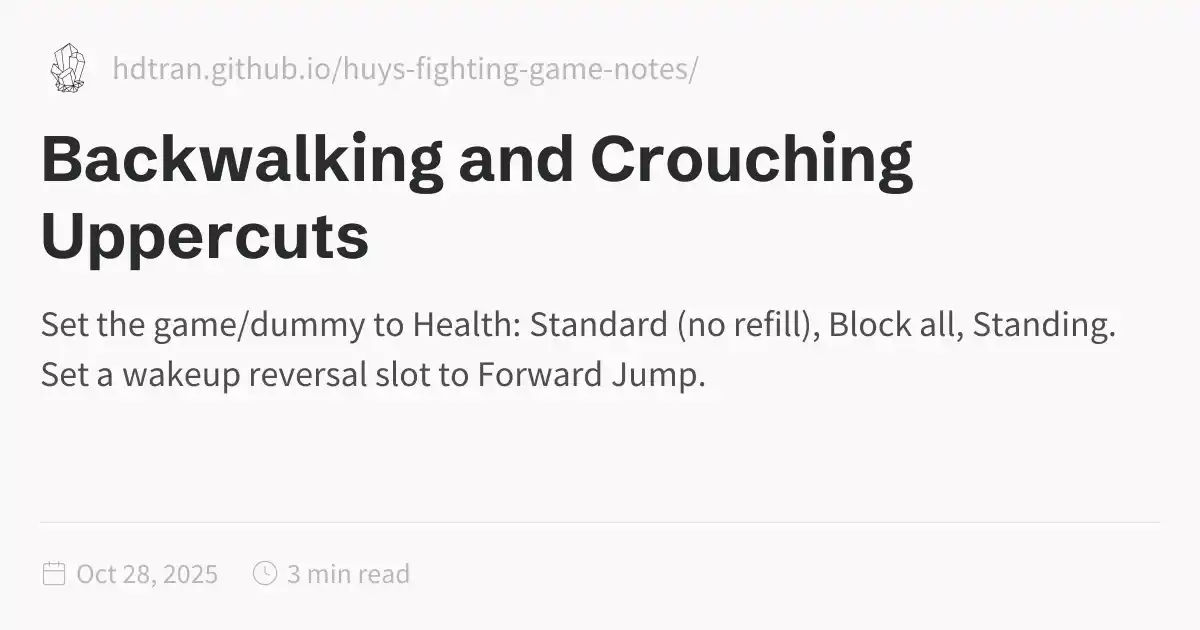 hdtran.github.io/huys-fighting-game-notes/
Backwalking and Crouching
Uppercuts
Set the game/dummy to Health: Standard (no refill), Block all, Standing.
Set a wakeup reversal slot to Forward Jump.
Oct 28, 2025
3 min read